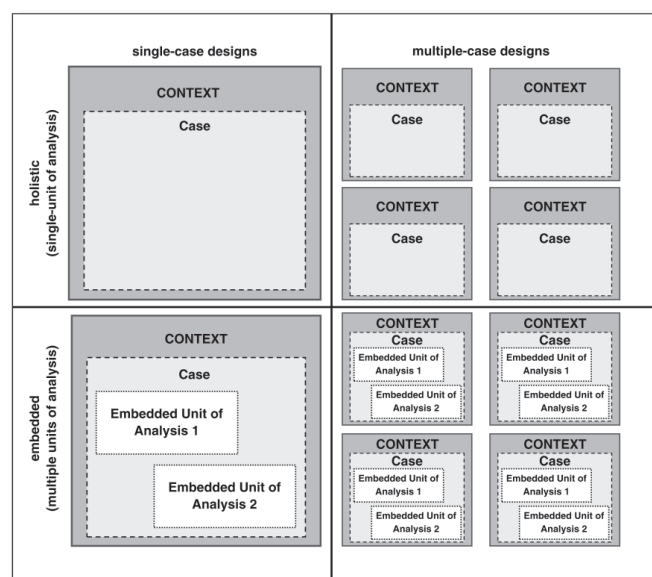 single-case designs
multiple-case designs
holistic
(single-unit of analysis)
CONTEXT
Case
CONTEXT
Case
CONTEXT
Case
CONTEXT
Case
CONTEXT
Case
embedded
(multiple units of analysis)
CONTEXT
Case
Embedded Unit of
Analysis 1
Embedded Unit of
Analysis 2
CONTEXT
Case
Embedded Unit of
Analysis 1
Embedded Unit of
Analysis 2
CONTEXT
Case
Embedded Unit of
Analysis 1
Embedded Unit of
Analysis 2
CONTEXT
Case
Embedded Unit of
Analysis 1
Embedded Unit of
Analysis 2
CONTEXT
Case
Embedded Unit of
Analysis 1
Embedded Unit of
Analysis 2